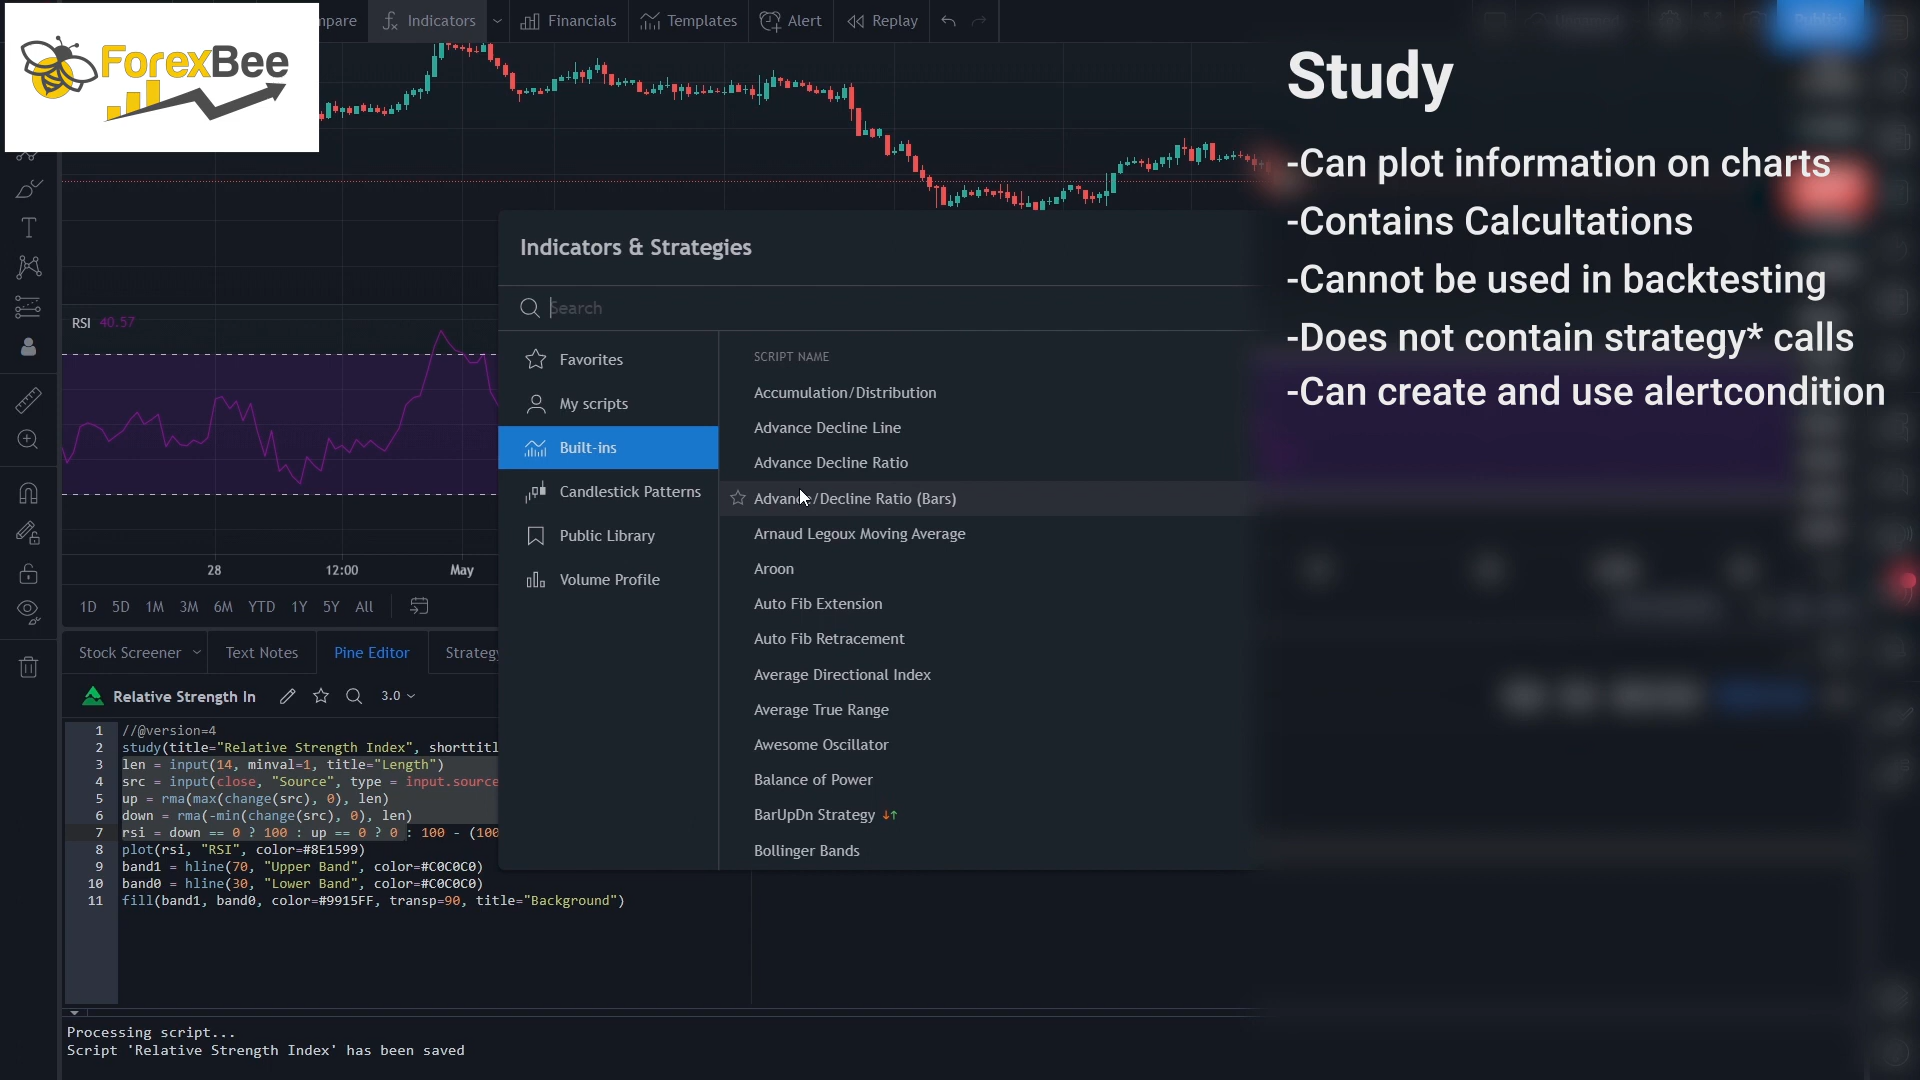 ForexBee
mpare
Indicators
Financials
Templates
Alert
Replay
Study
-Can plot information on charts
-Contains Calcultations
-Cannot be used in backtesting
-Does not contain strategy* calls
-Can create and use alertcondition
RSI 40.57
28 12:00 May
1D 5D 1M 3M 6M YTD 1Y 5Y All
Indicators & Strategies
Search
Favorites
My scripts
Built-ins
Candlestick Patterns
Public Library
Volume Profile
SCRIPT NAME
Accumulation/Distribution
Advance Decline Line
Advance Decline Ratio
Advance/Decline Ratio (Bars)
Arnaud Legoux Moving Average
Aroon
Auto Fib Extension
Auto Fib Retracement
Average Directional Index
Average True Range
Awesome Oscillator
Balance of Power
BarUpDn Strategy
Bollinger Bands
Stock Screener Text Notes Pine Editor Strategy
Relative Strength In 3.0
1 //@version=4
2 study(title="Relative Strength Index", shorttitl
3 len = input(14, minval=1, title="Length")
4 src = input(close, "Source", type = input.source
5 up = rma(max(change(src), 0), len)
6 down = rma(-min(change(src), 0), len)
7 rsi = down == 0 ? 100 : up == 0 ? 0 : 100 - (100
8 plot(rsi, "RSI", color=#8E1599)
9 band1 = hline(70, "Upper Band", color=#C0C0C0)
10 band0 = hline(30, "Lower Band", color=#C0C0C0)
11 fill(band1, band0, color=#9915FF, transp=90, title="Background")
Processing script...
Script 'Relative Strength Index' has been saved